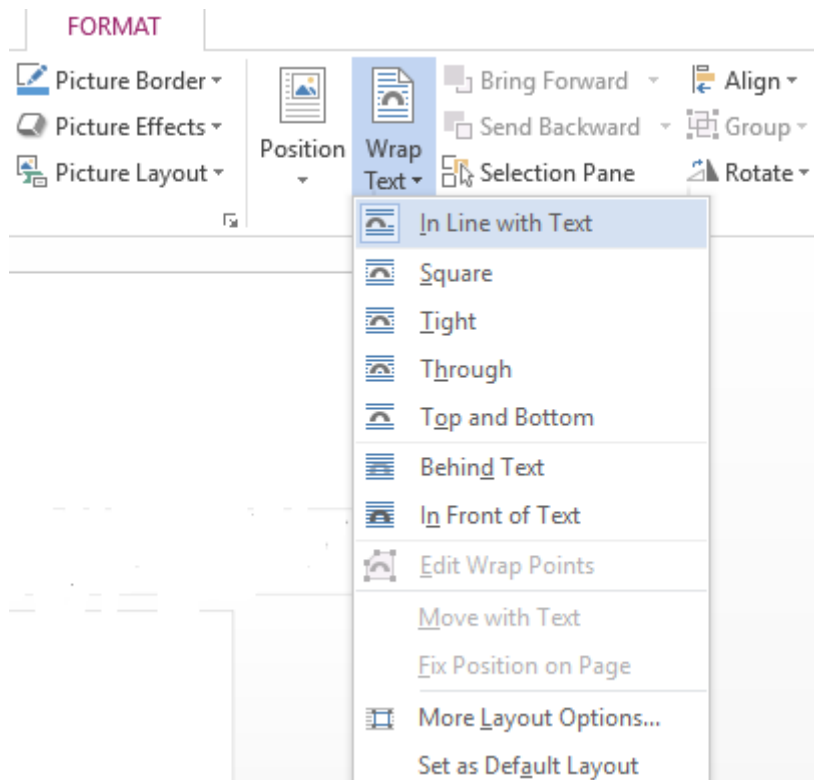 FORMAT
Picture Border
Picture Effects
Picture Layout
Position
Wrap
Text
Bring Forward
Send Backward
Selection Pane
Align
Group
Rotate
In Line with Text
Square
Tight
Through
Top and Bottom
Behind Text
In Front of Text
Edit Wrap Points
Move with Text
Fix Position on Page
More Layout Options...
Set as Default Layout